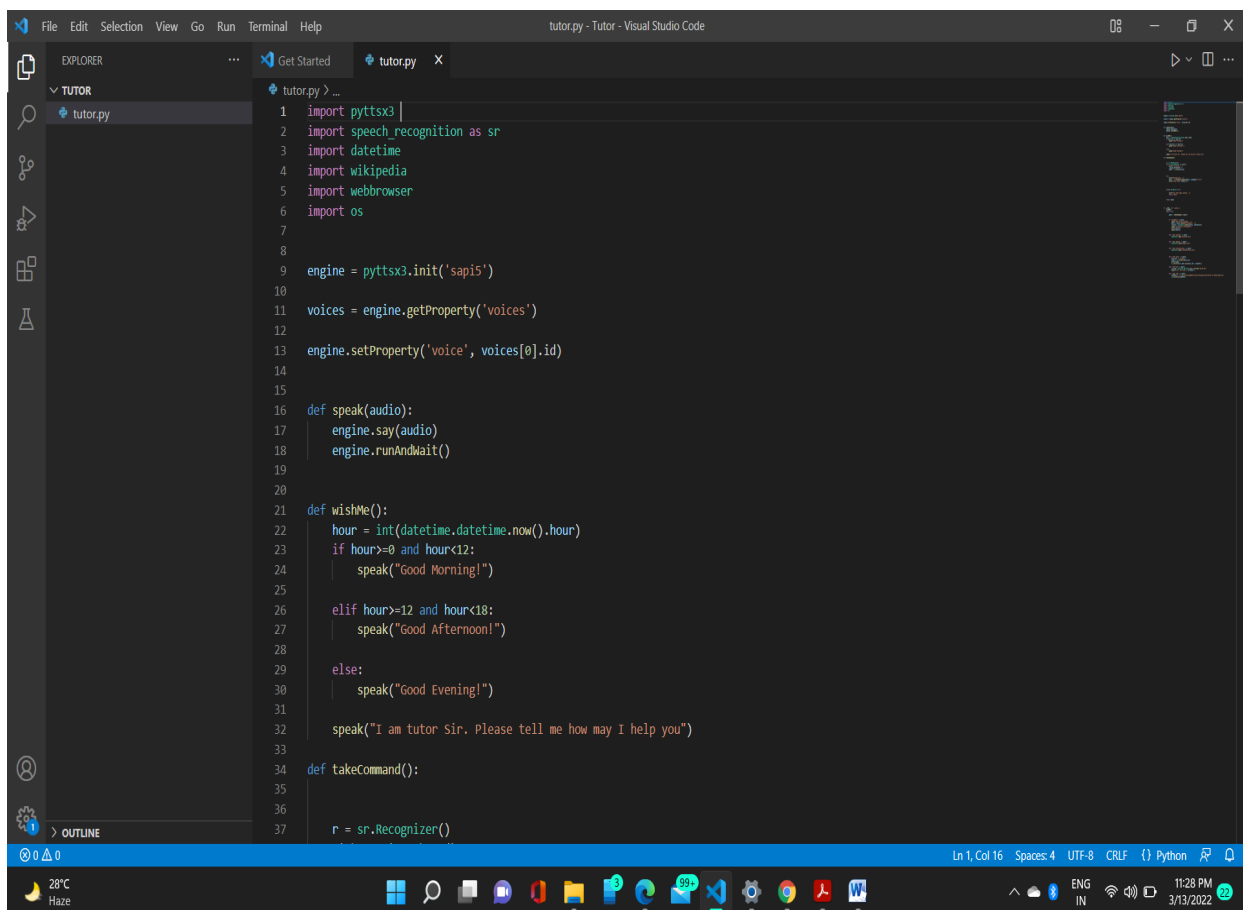 File Edit Selection View Go Run Terminal Help tutor.py - Tutor - Visual Studio Code
EXPLORER ... Get Started tutor.py X
TUTOR
tutor.py
tutor.py > ...
1 import pyttsx3
2 import speech_recognition as sr
3 import datetime
4 import wikipedia
5 import webbrowser
6 import os
7
8
9 engine = pyttsx3.init('sapi5')
10
11 voices = engine.getProperty('voices')
12
13 engine.setProperty('voice', voices[0].id)
14
15
16 def speak(audio):
17 engine.say(audio)
18 engine.runAndWait()
19
20
21 def wishMe():
22 hour = int(datetime.datetime.now().hour)
23 if hour>=0 and hour<12:
24 speak("Good Morning!")
25
26 elif hour>=12 and hour<18:
27 speak("Good Afternoon!")
28
29 else:
30 speak("Good Evening!")
31
32 speak("I am tutor Sir. Please tell me how may I help you")
33
34 def takeCommand():
35
36
37 r = sr.Recognizer()
1
OUTLINE
0 0 Ln 1, Col 16 Spaces: 4 UTF-8 CRLF {} Python
28°C
Haze
3
99+
W
ENG
IN
11:28 PM
3/13/2022
22